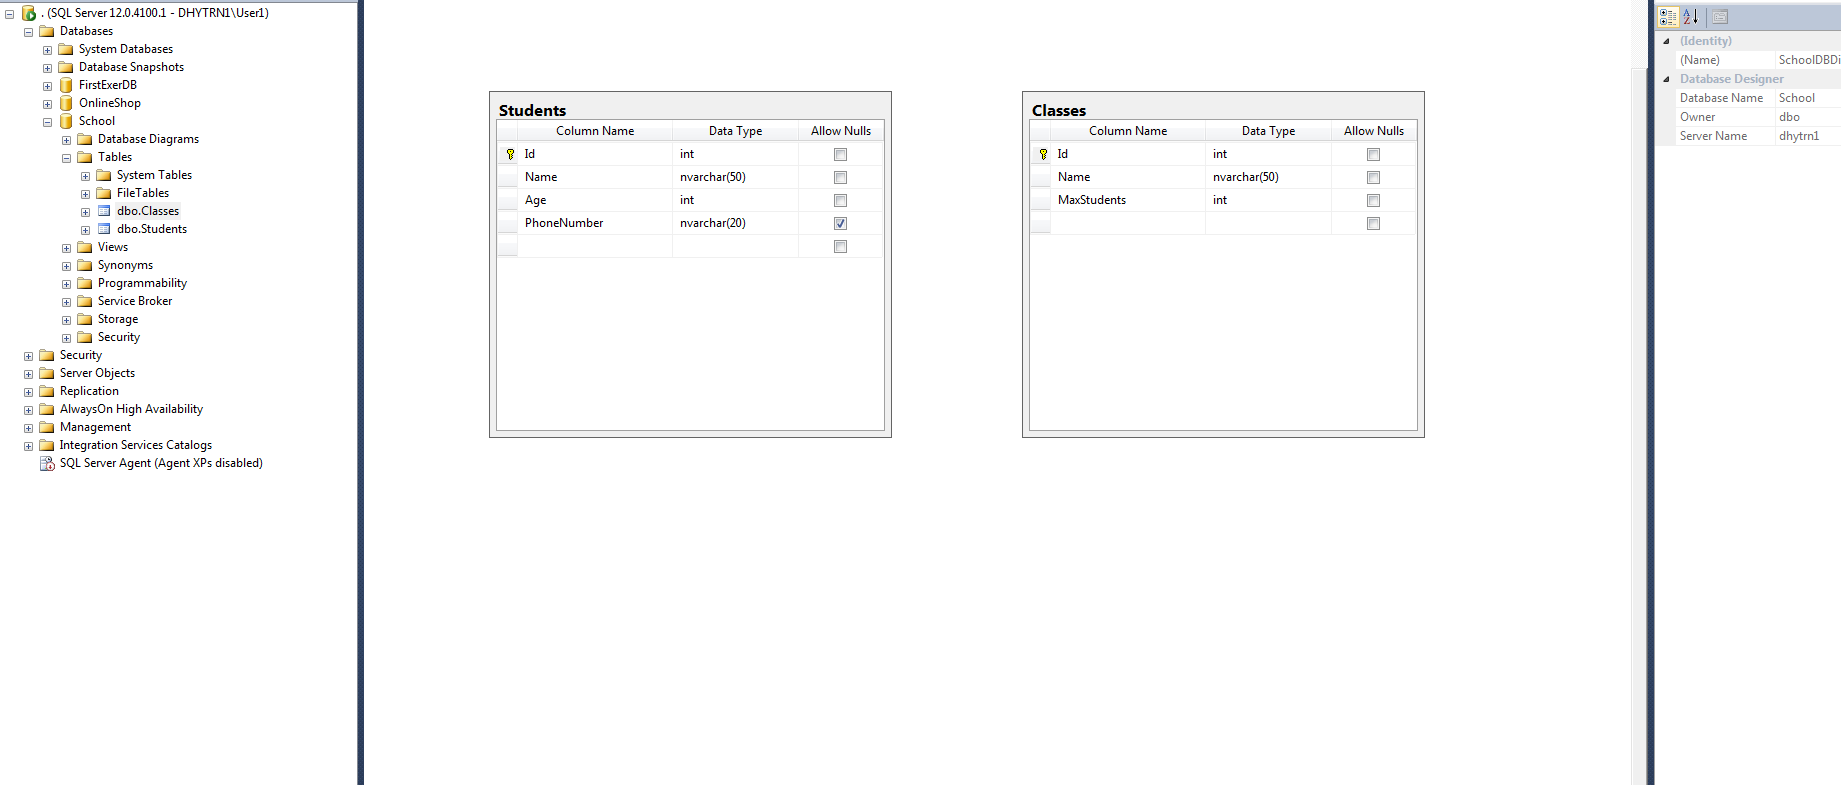 . (SQL Server 12.0.4100.1 - DHYTRN1\User1)
Databases
System Databases
Database Snapshots
FirstExerDB
OnlineShop
School
Database Diagrams
Tables
System Tables
FileTables
dbo.Classes
dbo.Students
Views
Synonyms
Programmability
Service Broker
Storage
Security
Security
Server Objects
Replication
AlwaysOn High Availability
Management
Integration Services Catalogs
SQL Server Agent (Agent XPs disabled)
Students
Column Name Data Type Allow Nulls
Id int
Name nvarchar(50)
Age int
PhoneNumber nvarchar(20)
Classes
Column Name Data Type Allow Nulls
Id int
Name nvarchar(50)
MaxStudents int
(Identity)
(Name) SchoolDBDi
Database Designer
Database Name School
Owner dbo
Server Name dhytrn1